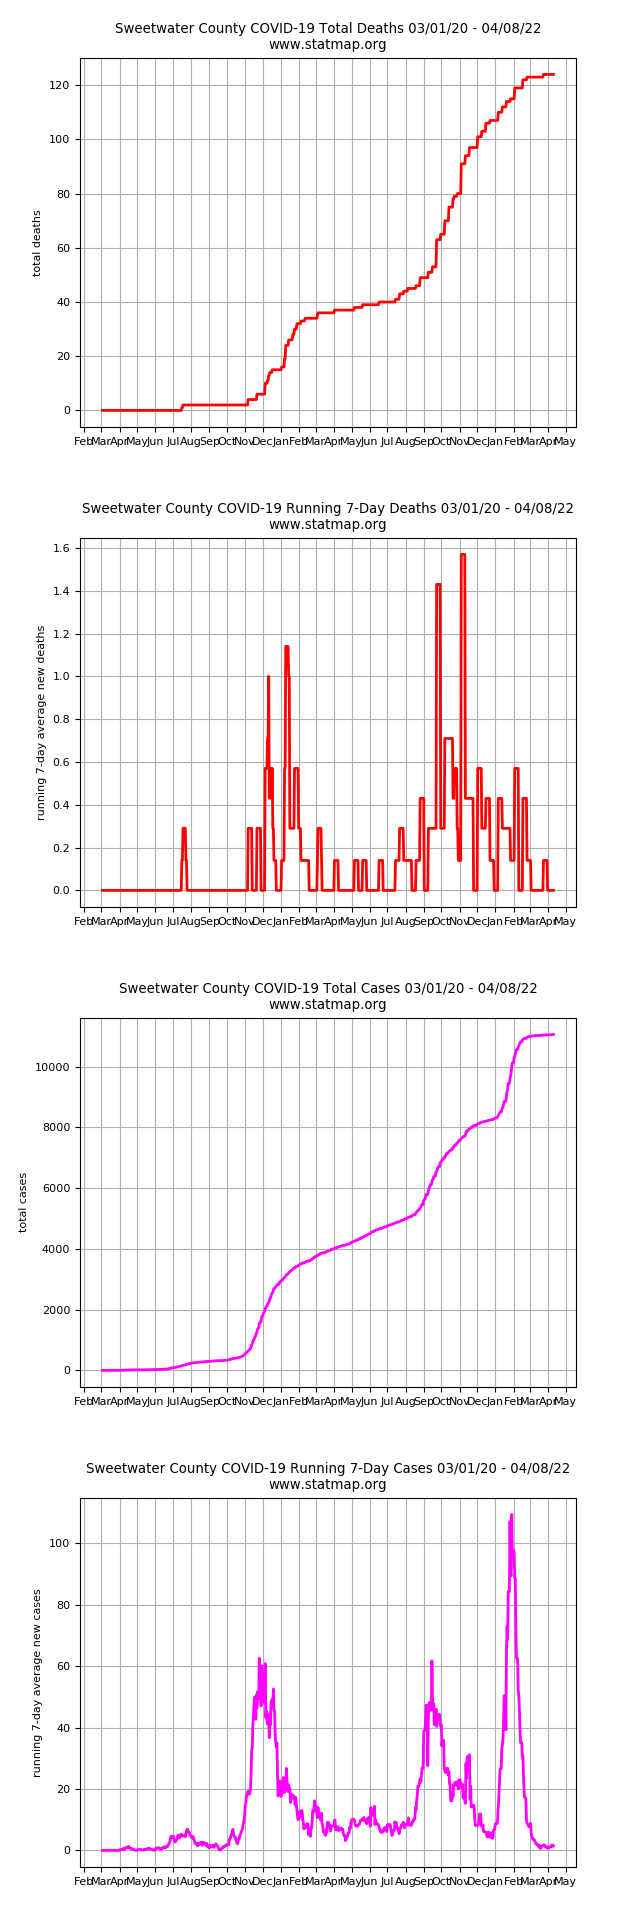 Sweetwater County COVID-19 Total Deaths 03/01/20 - 04/08/22
www.statmap.org
120
100
80
60
40
20
0
total deaths
Feb Mar Apr May Jun Jul Aug Sep Oct Nov Dec Jan Feb Mar Apr May Jun Jul Aug Sep Oct Nov Dec Jan Feb Mar Apr May
Sweetwater County COVID-19 Running 7-Day Deaths 03/01/20 - 04/08/22
www.statmap.org
1.6
1.4
1.2
1.0
0.8
0.6
0.4
0.2
0.0
running 7-day average new deaths
Feb Mar Apr May Jun Jul Aug Sep Oct Nov Dec Jan Feb Mar Apr May Jun Jul Aug Sep Oct Nov Dec Jan Feb Mar Apr May
Sweetwater County COVID-19 Total Cases 03/01/20 - 04/08/22
www.statmap.org
10000
8000
6000
4000
2000
0
total cases
Feb Mar Apr May Jun Jul Aug Sep Oct Nov Dec Jan Feb Mar Apr May Jun Jul Aug Sep Oct Nov Dec Jan Feb Mar Apr May
Sweetwater County COVID-19 Running 7-Day Cases 03/01/20 - 04/08/22
www.statmap.org
100
80
60
40
20
0
running 7-day average new cases
Feb Mar Apr May Jun Jul Aug Sep Oct Nov Dec Jan Feb Mar Apr May Jun Jul Aug Sep Oct Nov Dec Jan Feb Mar Apr May